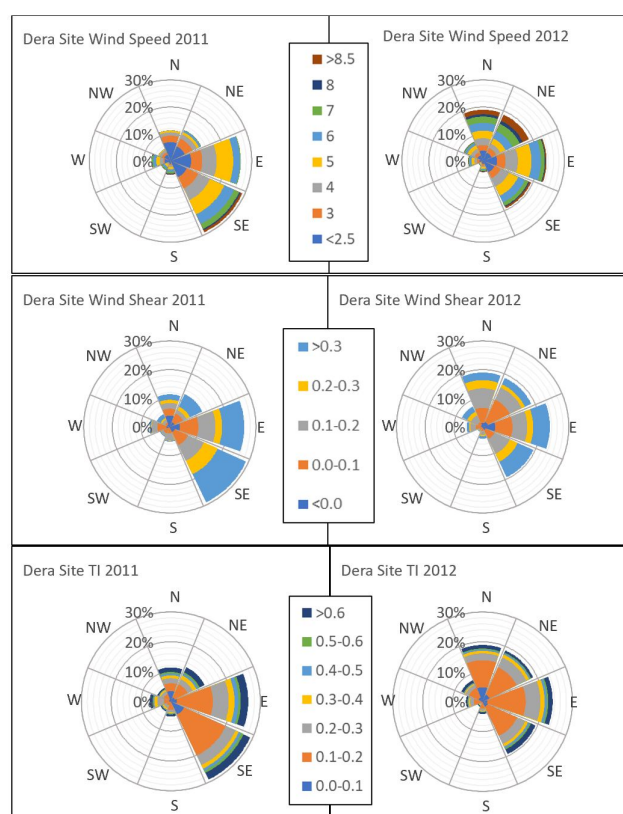 Dera Site Wind Speed 2011
N
NE
E
SE
S
SW
W
NW
30%
20%
10%
0%
>8.5
8
7
6
5
4
3
<2.5
Dera Site Wind Speed 2012
N
NE
E
SE
S
SW
W
NW
30%
20%
10%
0%
Dera Site Wind Shear 2011
N
NE
E
SE
S
SW
W
NW
30%
20%
10%
0%
>0.3
0.2-0.3
0.1-0.2
0.0-0.1
<0.0
Dera Site Wind Shear 2012
N
NE
E
SE
S
SW
W
NW
30%
20%
10%
0%
Dera Site TI 2011
N
NE
E
SE
S
SW
W
NW
30%
20%
10%
0%
>0.6
0.5-0.6
0.4-0.5
0.3-0.4
0.2-0.3
0.1-0.2
0.0-0.1
Dera Site TI 2012
N
NE
E
SE
S
SW
W
NW
30%
20%
10%
0%